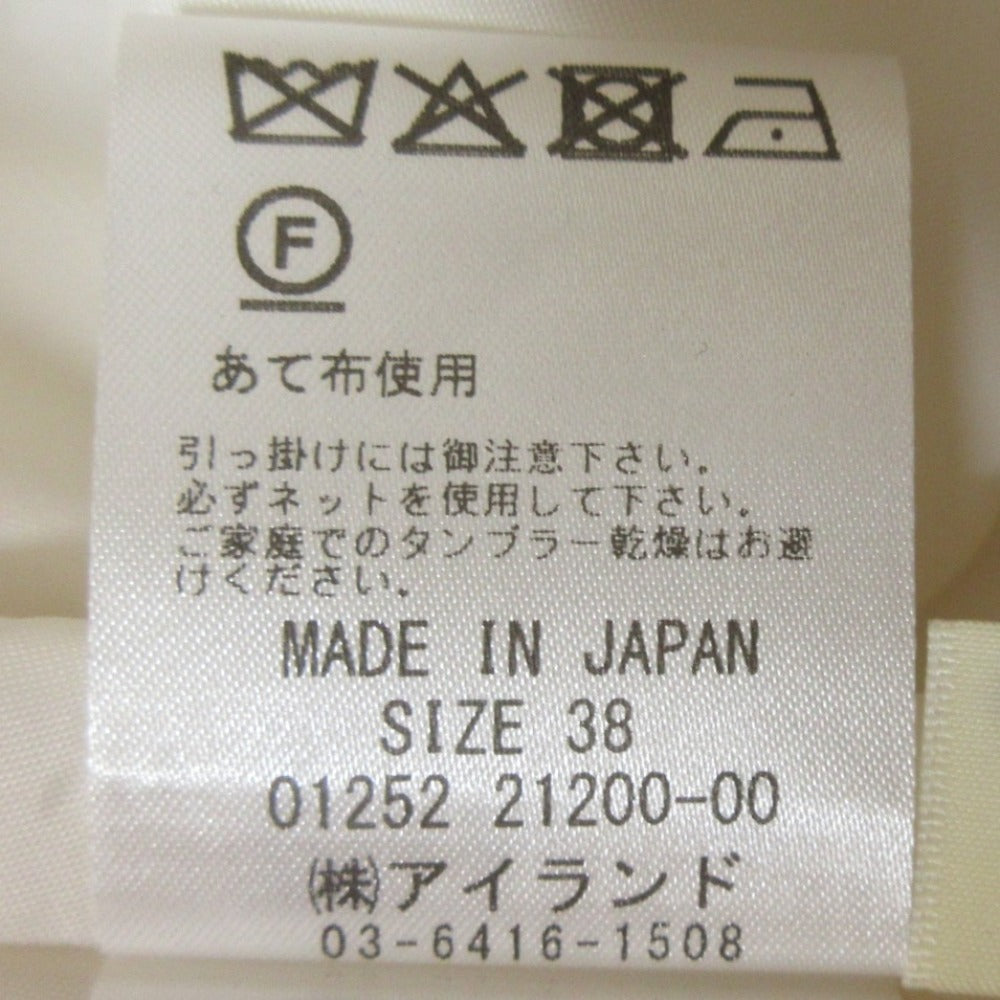 F
あて布使用
引っ掛けには御注意下さい。
必ずネットを使用して下さい。
ご家庭でのタンブラー乾燥はお避
けください。
MADE IN JAPAN
SIZE 38
01252 21200-00
㈱アイランド
03-6416-1508